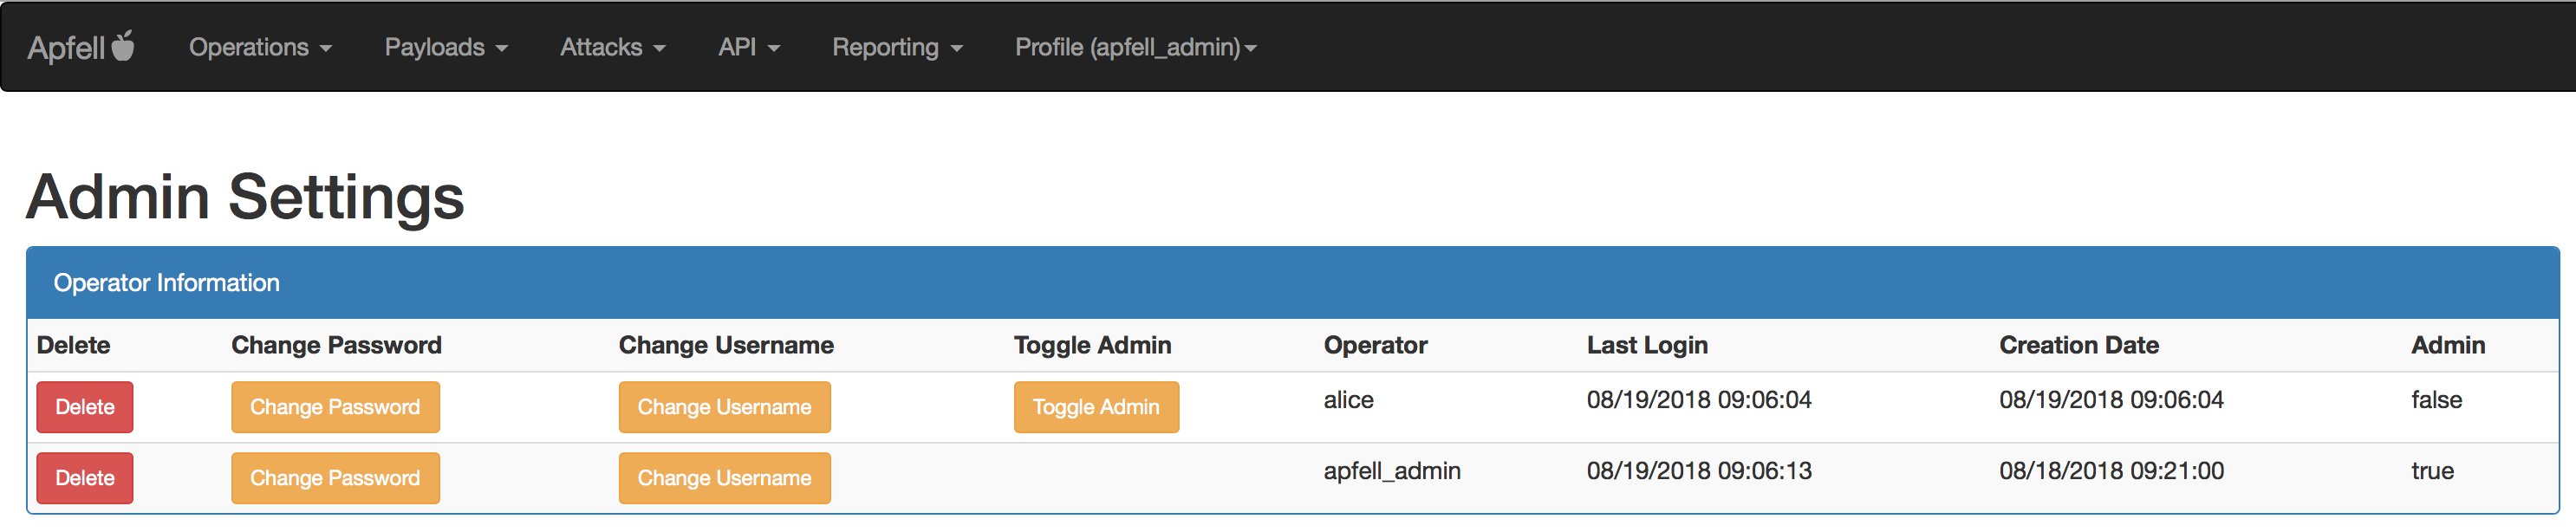 Apfell Operations Payloads Attacks API Reporting Profile (apfell_admin)
Admin Settings
Operator Information
Delete Change Password Change Username Toggle Admin Operator Last Login Creation Date Admin
Delete Change Password Change Username Toggle Admin alice 08/19/2018 09:06:04 08/19/2018 09:06:04 false
Delete Change Password Change Username apfell_admin 08/19/2018 09:06:13 08/18/2018 09:21:00 true